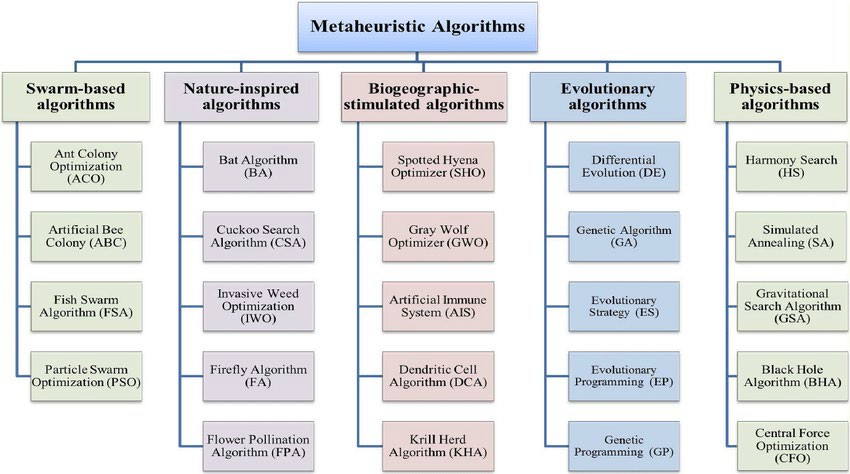 Metaheuristic Algorithms
Swarm-based
algorithms
Ant Colony
Optimization
(ACO)
Artificial Bee
Colony (ABC)
Fish Swarm
Algorithm (FSA)
Particle Swarm
Optimization (PSO)
Nature-inspired
algorithms
Bat Algorithm
(BA)
Cuckoo Search
Algorithm (CSA)
Invasive Weed
Optimization
(IWO)
Firefly Algorithm
(FA)
Flower Pollination
Algorithm (FPA)
Biogeographic-
stimulated algorithms
Spotted Hyena
Optimizer (SHO)
Gray Wolf
Optimizer (GWO)
Artificial Immune
System (AIS)
Dendritic Cell
Algorithm (DCA)
Krill Herd
Algorithm (KHA)
Evolutionary
algorithms
Differential
Evolution (DE)
Genetic Algorithm
(GA)
Evolutionary
Strategy (ES)
Evolutionary
Programming (EP)
Genetic
Programming (GP)
Physics-based
algorithms
Harmony Search
(HS)
Simulated
Annealing (SA)
Gravitational
Search Algorithm
(GSA)
Black Hole
Algorithm (BHA)
Central Force
Optimization
(CFO)